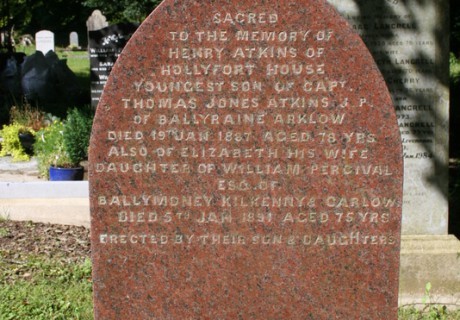 SACRED
TO THE MEMORY OF
HENRY ATKINS OF
HOLLYFORT HOUSE
YOUNGEST SON OF CAPT.
THOMAS JONES ATKINS J.P.
OF BALLYRAINE ARKLOW
DIED 19TH JAN 1887 AGED 78 YRS
ALSO OF ELIZABETH HIS WIFE
DAUGHTER OF WILLIAM PERCIVAL
ESQ. OF
BALLYMONEY KILKENNY & CARLOW
DIED 5TH JAN 1891 AGED 75 YRS
ERECTED BY THEIR SON & DAUGHTERS
LANGRELL